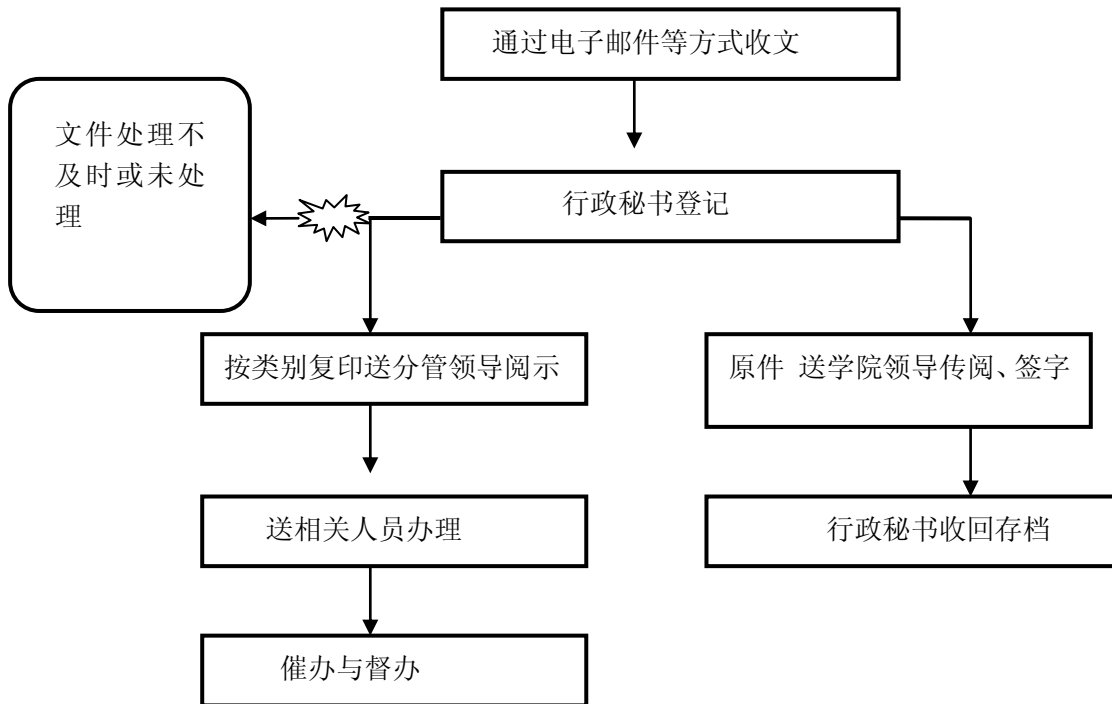 通过电子邮件等方式收文
文件处理不
及时或未处
理
行政秘书登记
按类别复印送分管领导阅示
原件 送学院领导传阅、签字
送相关人员办理
行政秘书收回存档
催办与督办